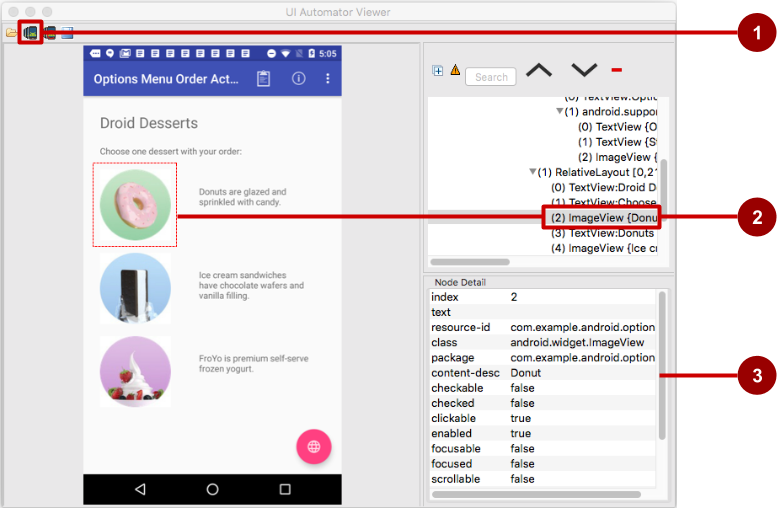 UI Automator Viewer
1
5:05
Options Menu Order Act...
Droid Desserts
Choose one dessert with your order:
Donuts are glazed and
sprinkled with candy.
Ice cream sandwiches
have chocolate wafers and
vanilla filling.
FroYo is premium self-serve
frozen yogurt.
Search
(0) TextView:Optio
(1) android.suppor
(0) TextView {O
(1) TextView {St
(2) ImageView {
(1) RelativeLayout [0,21
(0) TextView:Droid D
(1) TextView:Choose
(2) ImageView {Donu
2
(3) TextView:Donuts
(4) ImageView {Ice cr
Node Detail
index 2
text
resource-id com.example.android.option
class android.widget.ImageView
package com.example.android.option
content-desc Donut
3
checkable false
checked false
clickable true
enabled true
focusable false
focused false
scrollable false